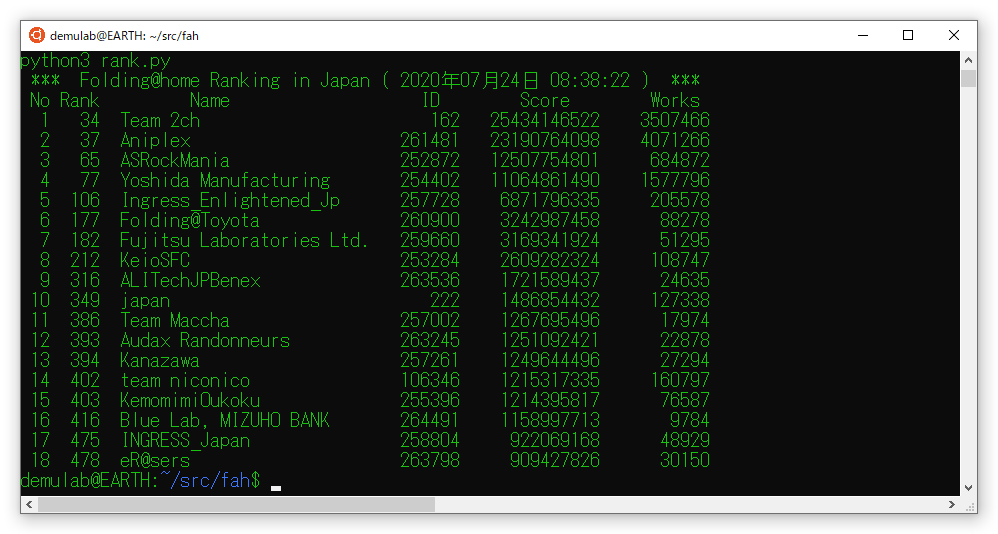 demulab@EARTH: ~/src/fah
python3 rank.py
*** Folding@home Ranking in Japan ( 2020年07月24日 08:38:22 ) ***
No Rank Name ID Score Works
1 34 Team 2ch 162 25434146522 3507466
2 37 Aniplex 261481 23190764098 4071266
3 65 ASRockMania 252872 12507754801 684872
4 77 Yoshida Manufacturing 254402 11064861490 1577796
5 106 Ingress_Enlightened_Jp 257728 6871796335 205578
6 177 Folding@Toyota 260900 3242987458 88278
7 182 Fujitsu Laboratories Ltd. 259660 3169341924 51295
8 212 KeioSFC 253284 2609282324 108747
9 316 ALITechJPBenex 263536 1721589437 24635
10 349 japan 222 1486854432 127338
11 386 Team Maccha 257002 1267695496 17974
12 393 Audax Randonneurs 263245 1251092421 22878
13 394 Kanazawa 257261 1249644496 27294
14 402 team niconico 106346 1215317335 160797
15 403 KemomimiOukoku 255396 1214395817 76587
16 416 Blue Lab, MIZUHO BANK 264491 1158997713 9784
17 475 INGRESS_Japan 258804 922069168 48929
18 478 eR@sers 263798 909427826 30150
demulab@EARTH:~/src/fah$